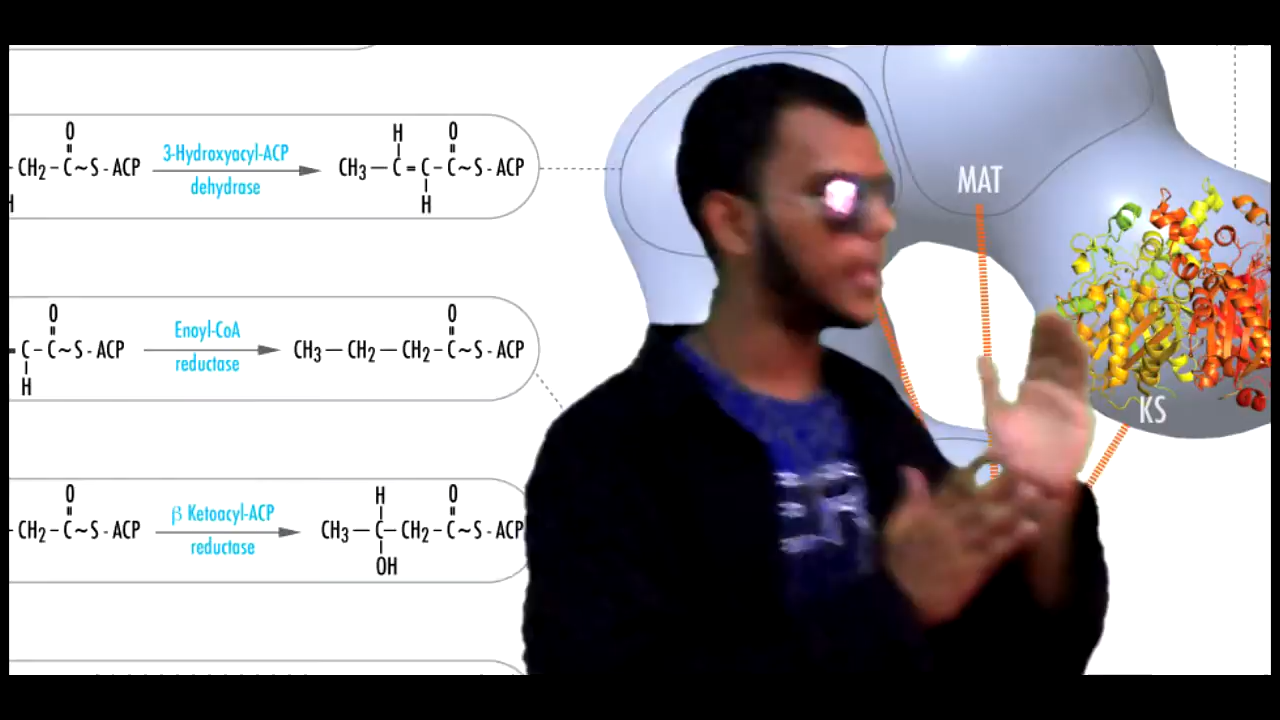 H O
CH₂ – C ~ S - ACP 3-Hydroxyacyl-ACP dehydrase CH₃ — C = C – C ~ S - ACP
H H
MAT
O O
C – C ~ S - ACP Enoyl-CoA reductase CH₃ — CH₂ — CH₂ – C ~ S - ACP
H
KS
O H O
CH₂ – C ~ S - ACP β Ketoacyl-ACP reductase CH₃ — C – CH₂ – C ~ S - ACP
OH
ER